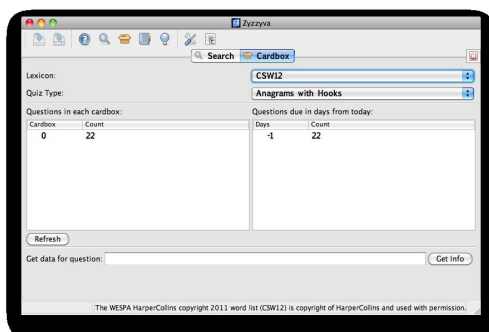 Zyzzyva
Search Cardbox
Lexicon: CSW12
Quiz Type: Anagrams with Hooks
Questions in each cardbox: Questions due in days from today:
Cardbox Count Days Count
0 22 -1 22
Refresh
Get data for question: Get Info
The WESPA HarperCollins copyright 2011 word list (CSW12) is copyright of HarperCollins and used with permission.